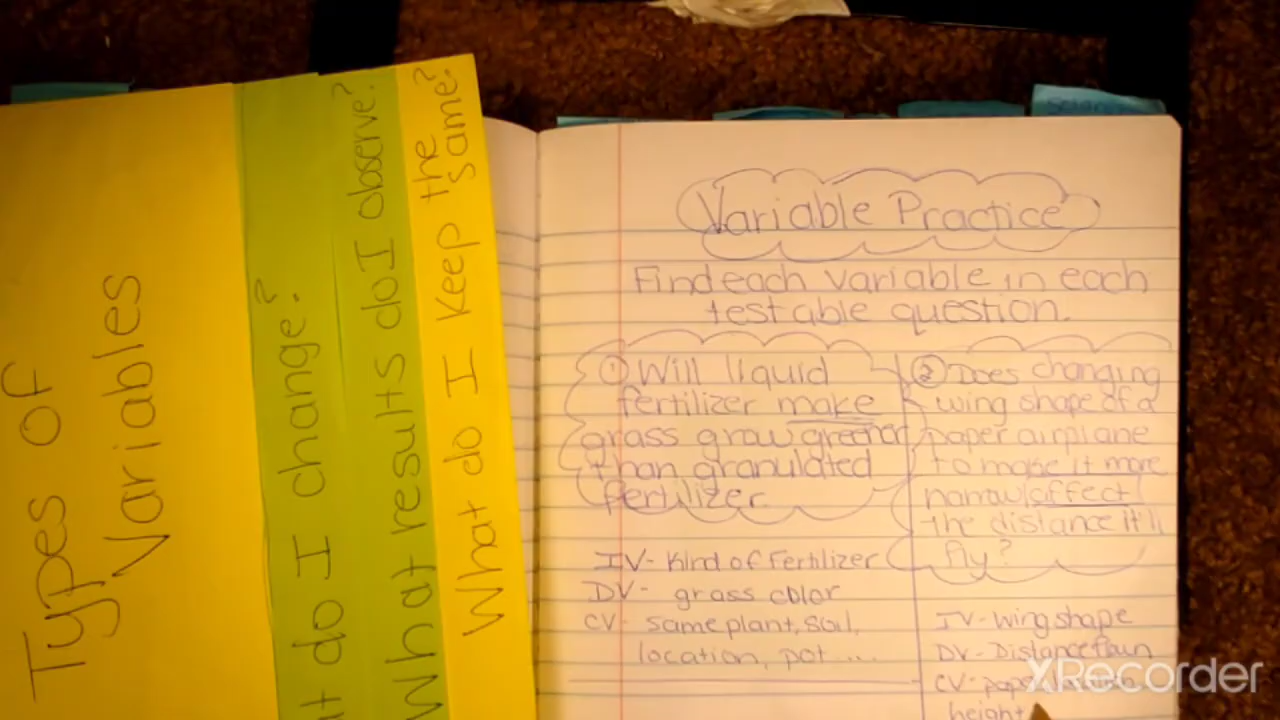 Types of
Variables
do I change?
What results do I observe?
What do I keep the
same?
Variable Practice
Find each variable in each
testable question.
① Will liquid
fertilizer make
grass grow greener
than granulated
fertilizer.
IV- Kind of Fertilizer
DV- grass color
CV- same plant, soil,
location, pot ...
② Does changing
wing shape of a
paper airplane
to make it more
narrow affect
the distance it'll
fly?
IV- Wing shape
DV- Distance flown
CV-
height
XRecorder